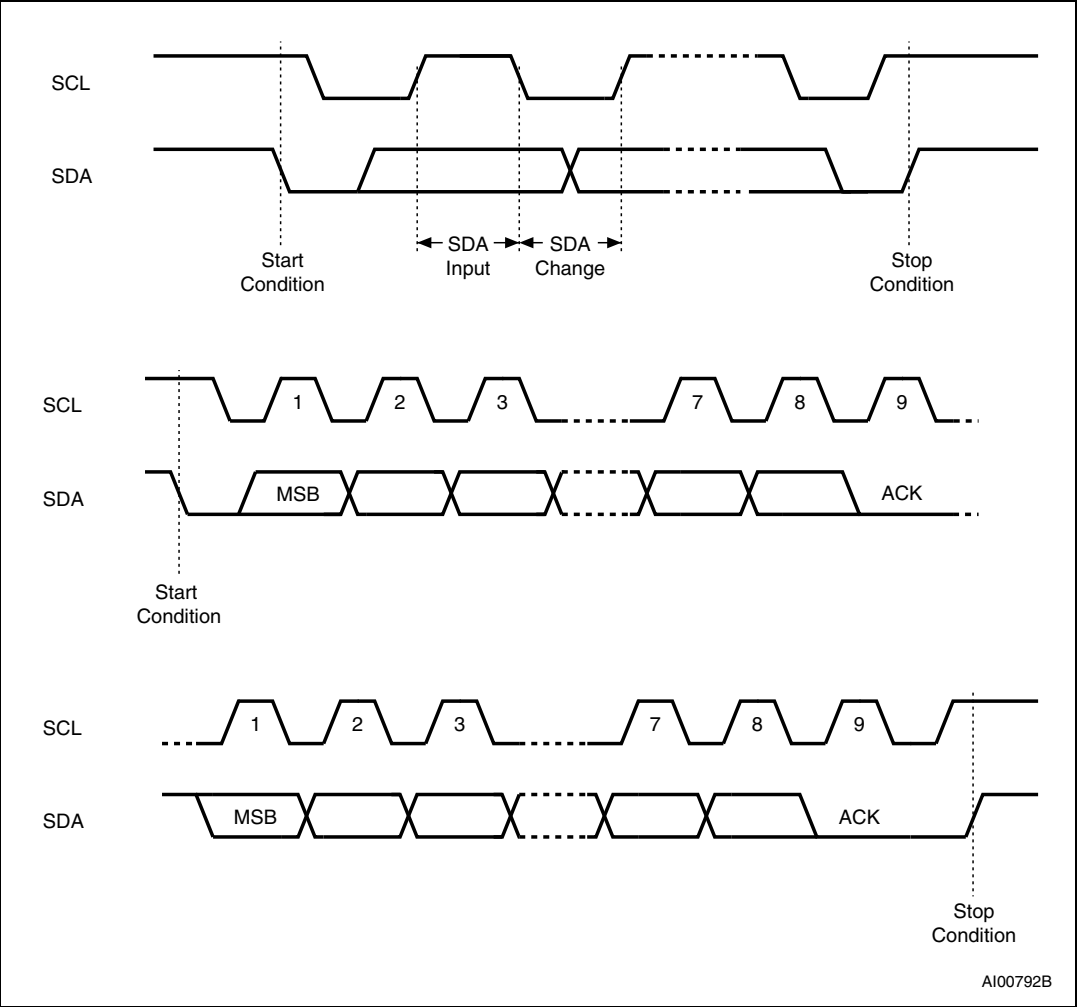 SCL
SDA
Start
Condition
SDA
Input
SDA
Change
Stop
Condition
SCL
1 2 3 7 8 9
SDA
MSB ACK
Start
Condition
SCL
1 2 3 7 8 9
SDA
MSB ACK
Stop
Condition
AI00792B